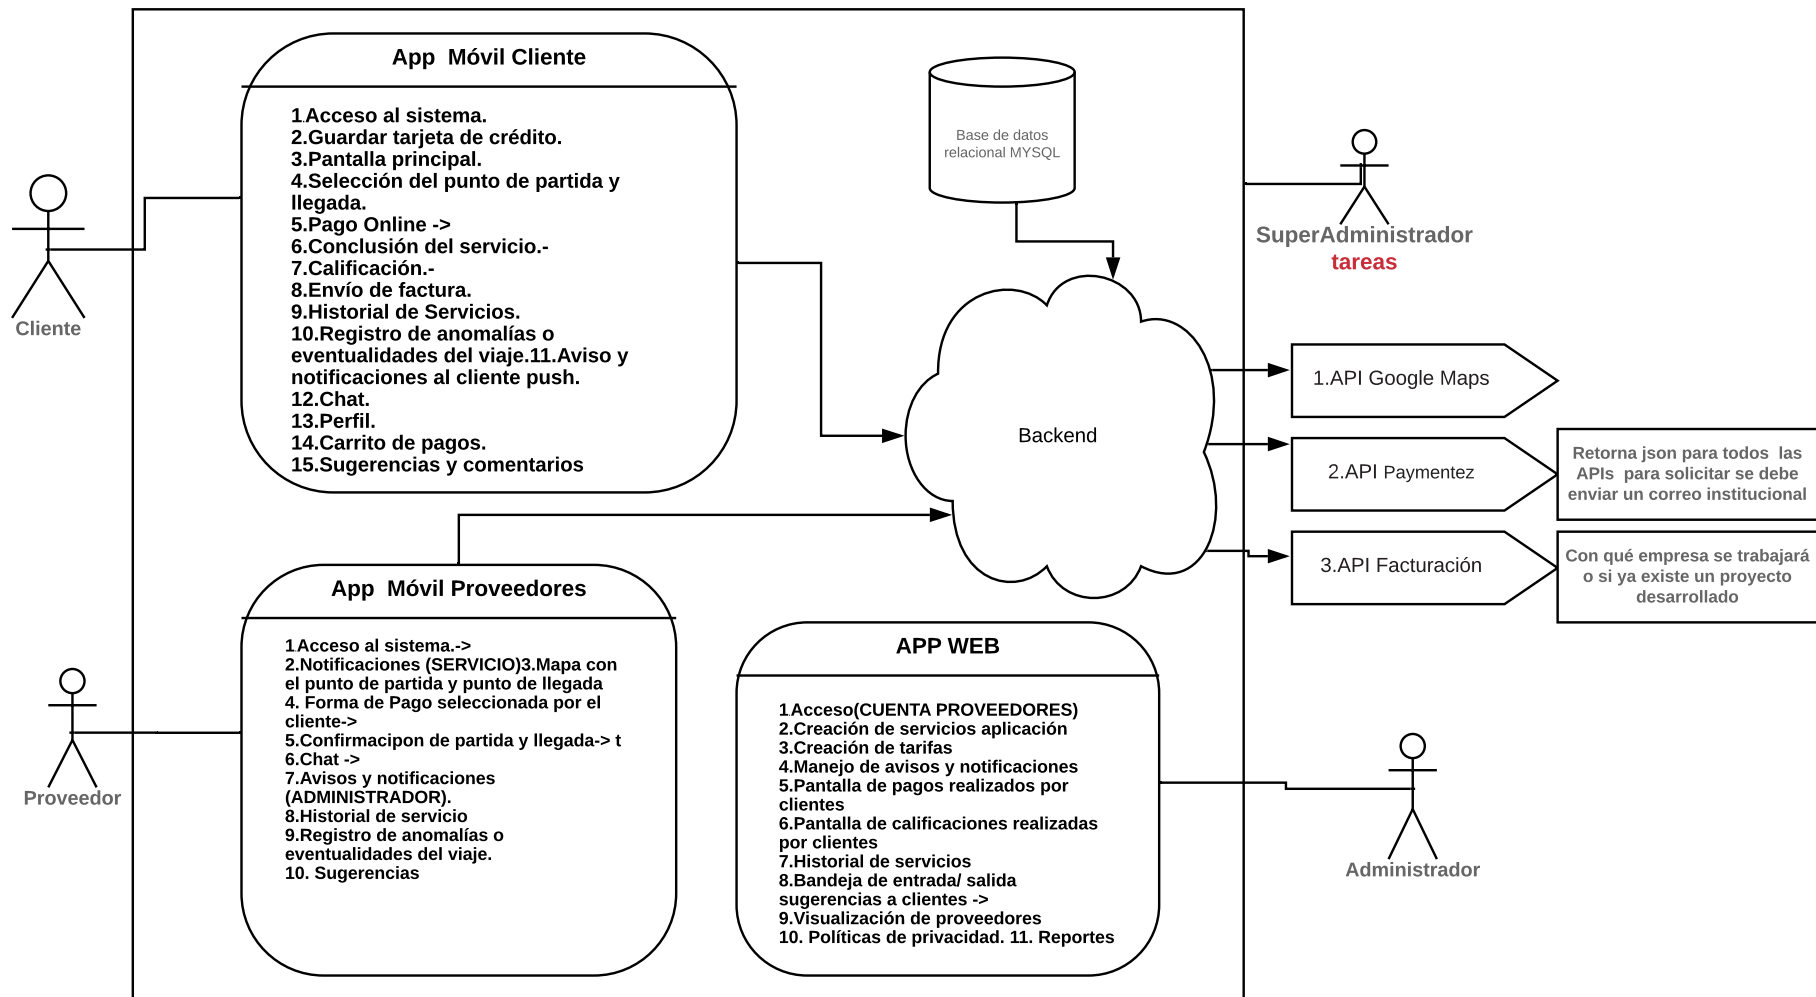 App  Móvil Cliente
1.Acceso al sistema.
2.Guardar tarjeta de crédito.
3.Pantalla principal.
4.Selección del punto de partida y
llegada.
5.Pago Online ->
6.Conclusión del servicio.-
7.Calificación.-
8.Envío de factura.
9.Historial de Servicios.
10.Registro de anomalías o
eventualidades del viaje.11.Aviso y
notificaciones al cliente push.
12.Chat.
13.Perfil.
14.Carrito de pagos.
15.Sugerencias y comentarios
Cliente
Base de datos
relacional MYSQL
SuperAdministrador
tareas
Backend
1.API Google Maps
2.API Paymentez
Retorna json para todos  las
APIs  para solicitar se debe
enviar un correo institucional
3.API Facturación
Con qué empresa se trabajará
o si ya existe un proyecto
desarrollado
App  Móvil Proveedores
1.Acceso al sistema.->
2.Notificaciones (SERVICIO)3.Mapa con
el punto de partida y punto de llegada
4. Forma de Pago seleccionada por el
cliente->
5.Confirmacipon de partida y llegada-> t
6.Chat ->
7.Avisos y notificaciones
(ADMINISTRADOR).
8.Historial de servicio
9.Registro de anomalías o
eventualidades del viaje.
10. Sugerencias
Proveedor
APP WEB
1.Acceso(CUENTA PROVEEDORES)
2.Creación de servicios aplicación
3.Creación de tarifas
4.Manejo de avisos y notificaciones
5.Pantalla de pagos realizados por
clientes
6.Pantalla de calificaciones realizadas
por clientes
7.Historial de servicios
8.Bandeja de entrada/ salida
sugerencias a clientes ->
9.Visualización de proveedores
10. Políticas de privacidad. 11. Reportes
Administrador